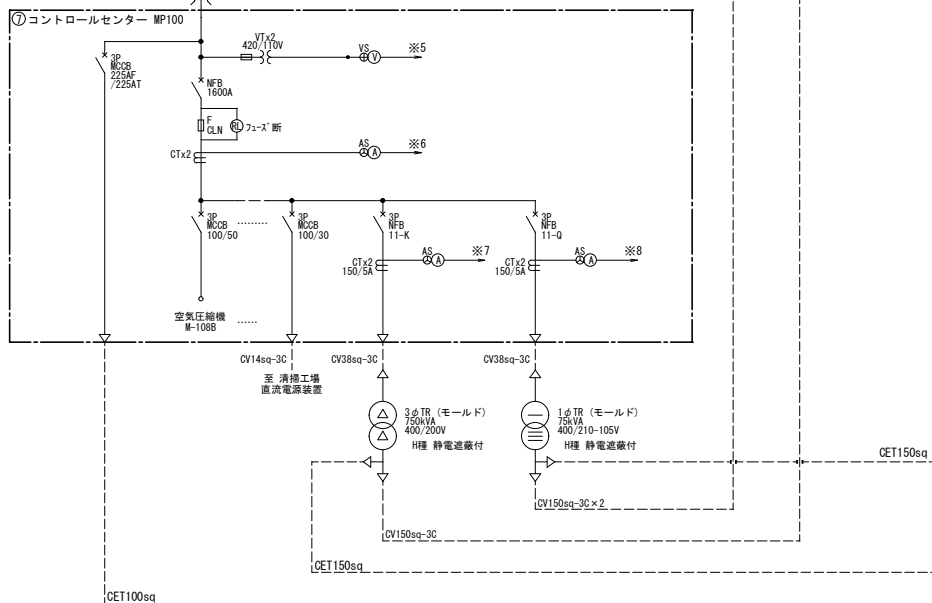 ⑦コントロールセンター MP100
3P
MCCB
225AF
/225AT
VTx2
420/110V
VS
V
※5
NFB
1600A
F
CLN
RL
フューズ断
CTx2
AS
A
※6
3P
MCCB
100/50
………
3P
MCCB
100/30
3P
NFB
11-K
3P
NFB
11-Q
CTx2
150/5A
AS
A
※7
CTx2
150/5A
AS
A
※8
空気圧縮機
M-108B
……
CV14sq-3C
至 清掃工場
直流電源装置
CV38sq-3C
CV38sq-3C
3φTR (モールド)
750kVA
400/200V
H種 静電遮蔽付
1φTR (モールド)
75kVA
400/210-105V
H種 静電遮蔽付
CET150sq
CV150sq-3C×2
CV150sq-3C
CET150sq
CET100sq